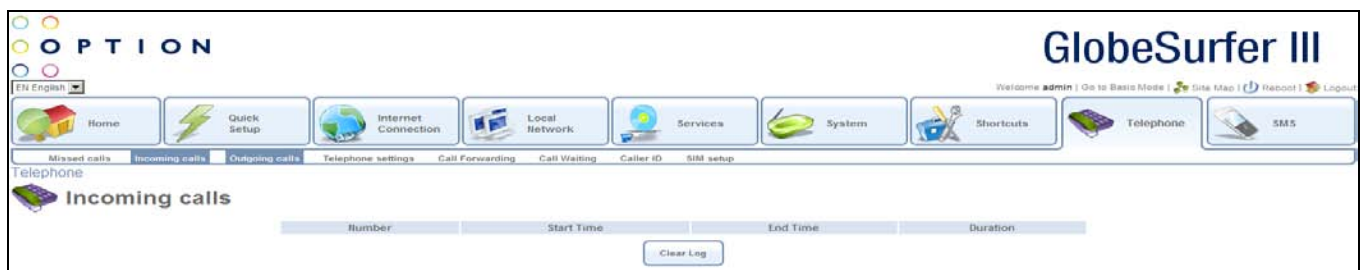 OPTION
GlobeSurfer III
EN English
Welcome admin | Go to Basic Mode | Site Map | Reboot | Logout
Home
Quick Setup
Internet Connection
Local Network
Services
System
Shortcuts
Telephone
SMS
Missed calls Incoming calls Outgoing calls Telephone settings Call Forwarding Call Waiting Caller ID SIM setup
Telephone
Incoming calls
Number Start Time End Time Duration
Clear Log